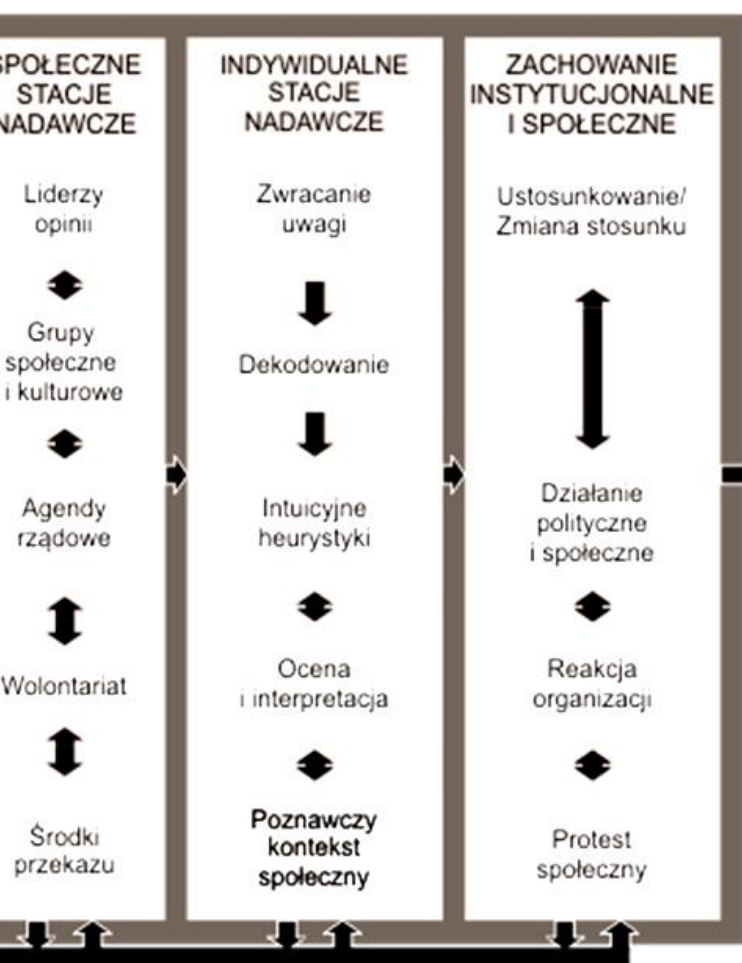 SPOŁECZNE
STACJE
NADAWCZE
Liderzy
opinii
Grupy
społeczne
i kulturowe
Agendy
rządowe
Wolontariat
Środki
przekazu
INDYWIDUALNE
STACJE
NADAWCZE
Zwracanie
uwagi
Dekodowanie
Intuicyjne
heurystyki
Ocena
i interpretacja
Poznawczy
kontekst
społeczny
ZACHOWANIE
INSTYTUCJONALNE
I SPOŁECZNE
Ustosunkowanie/
Zmiana stosunku
Działanie
polityczne
i społeczne
Reakcja
organizacji
Protest
społeczny